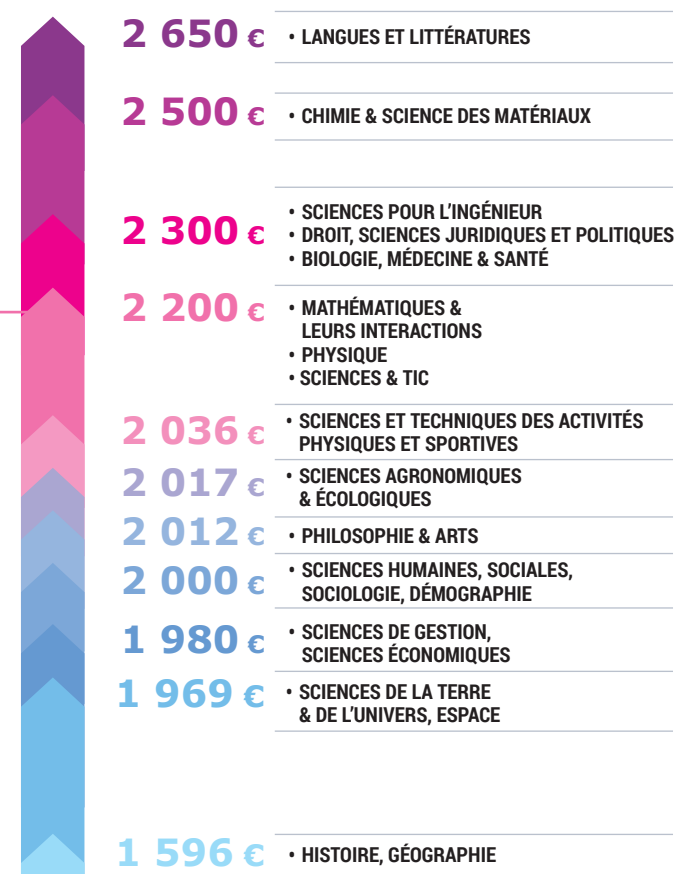 2 650 €
• LANGUES ET LITTÉRATURES
2 500 €
• CHIMIE & SCIENCE DES MATÉRIAUX
2 300 €
• SCIENCES POUR L'INGÉNIEUR
• DROIT, SCIENCES JURIDIQUES ET POLITIQUES
• BIOLOGIE, MÉDECINE & SANTÉ
2 200 €
• MATHÉMATIQUES &
LEURS INTERACTIONS
• PHYSIQUE
• SCIENCES & TIC
2 036 €
• SCIENCES ET TECHNIQUES DES ACTIVITÉS
PHYSIQUES ET SPORTIVES
2 017 €
• SCIENCES AGRONOMIQUES
& ÉCOLOGIQUES
2 012 €
• PHILOSOPHIE & ARTS
2 000 €
• SCIENCES HUMAINES, SOCIALES,
SOCIOLOGIE, DÉMOGRAPHIE
1 980 €
• SCIENCES DE GESTION,
SCIENCES ÉCONOMIQUES
1 969 €
• SCIENCES DE LA TERRE
& DE L'UNIVERS, ESPACE
1 596 €
• HISTOIRE, GÉOGRAPHIE